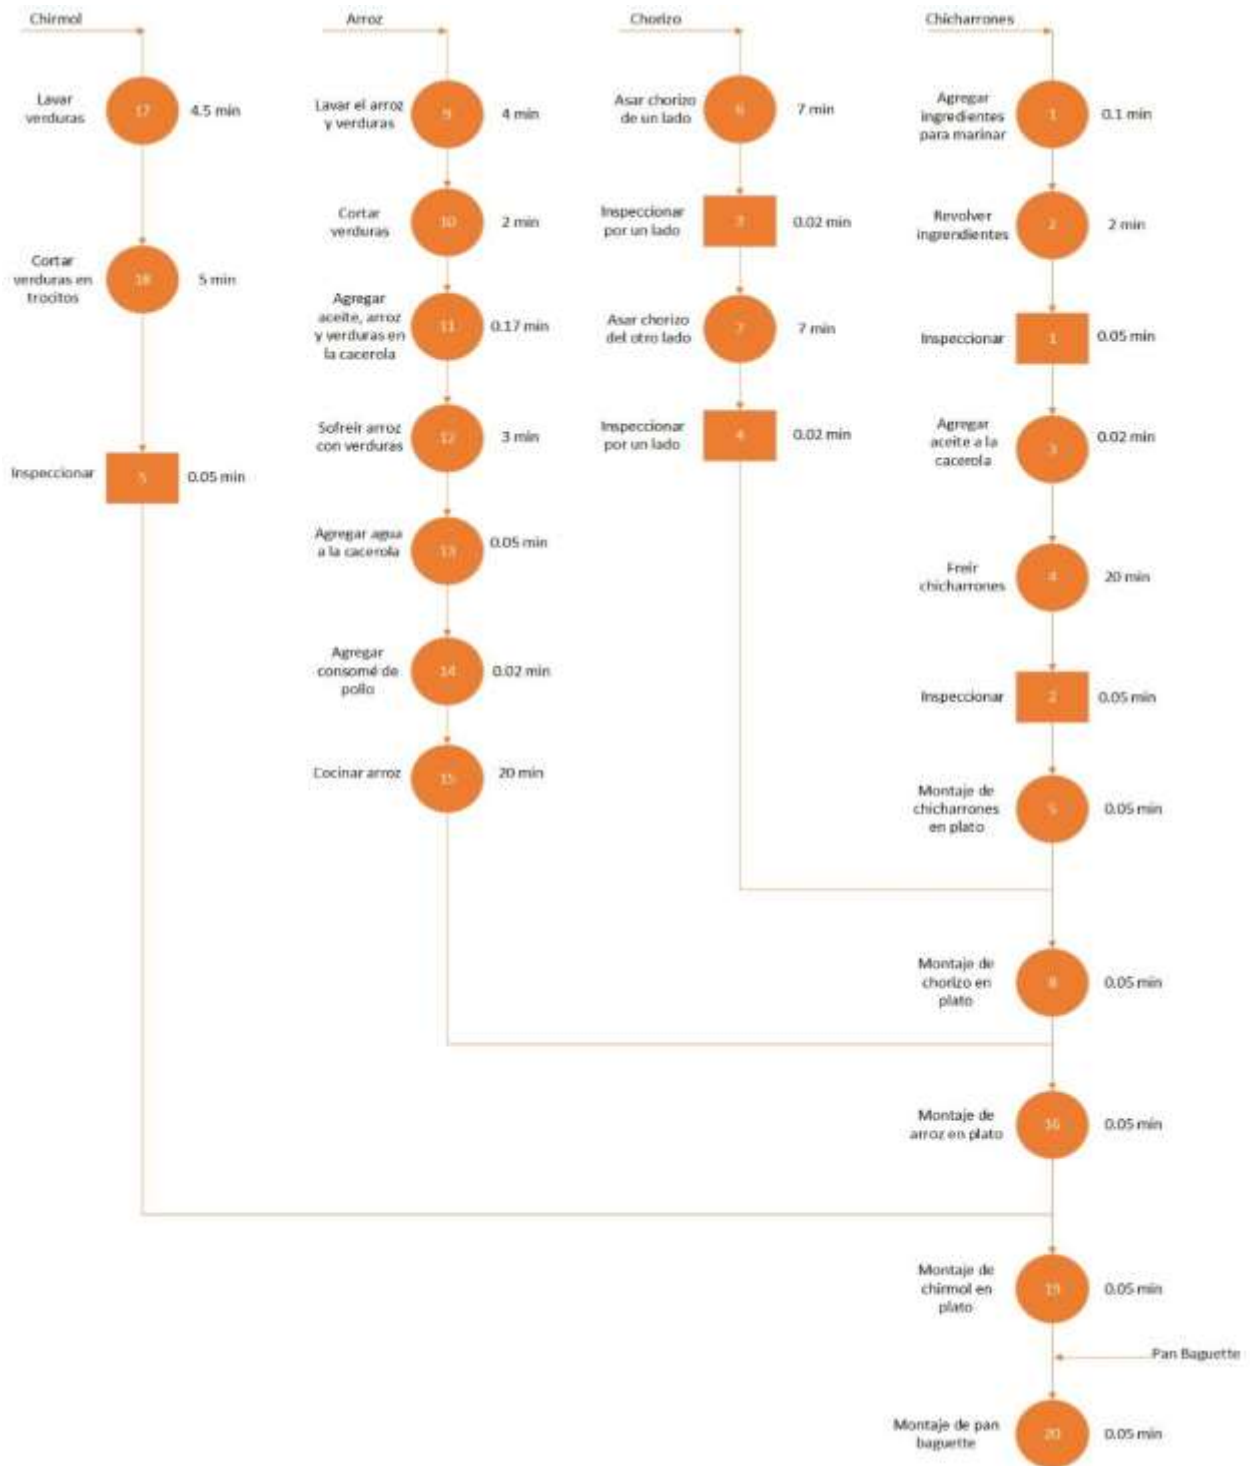 Chirmol
Lavar
verduras
17
4.5 min
Cortar
verduras en
trocitos
18
5 min
Inspeccionar
5
0.05 min
Arroz
Lavar el arroz
y verduras
9
4 min
Cortar
verduras
10
2 min
Agregar
aceite, arroz
y verduras en
la cacerola
11
0.17 min
Sofreír arroz
con verduras
12
3 min
Agregar agua
a la cacerola
13
0.05 min
Agregar
consomé de
pollo
14
0.02 min
Cocinar arroz
15
20 min
Chorizo
Asar chorizo
de un lado
6
7 min
Inspeccionar
por un lado
3
0.02 min
Asar chorizo
del otro lado
7
7 min
Inspeccionar
por un lado
4
0.02 min
Chicharrones
Agregar
ingredientes
para marinar
1
0.1 min
Revolver
ingrendientes
2
2 min
Inspeccionar
1
0.05 min
Agregar
aceite a la
cacerola
3
0.02 min
Freír
chicharrones
4
20 min
Inspeccionar
2
0.05 min
Montaje de
chicharrones
en plato
5
0.05 min
Montaje de
chorizo en
plato
8
0.05 min
Montaje de
arroz en plato
16
0.05 min
Montaje de
chirmol en
plato
19
0.05 min
Pan Baguette
Montaje de pan
baguette
20
0.05 min